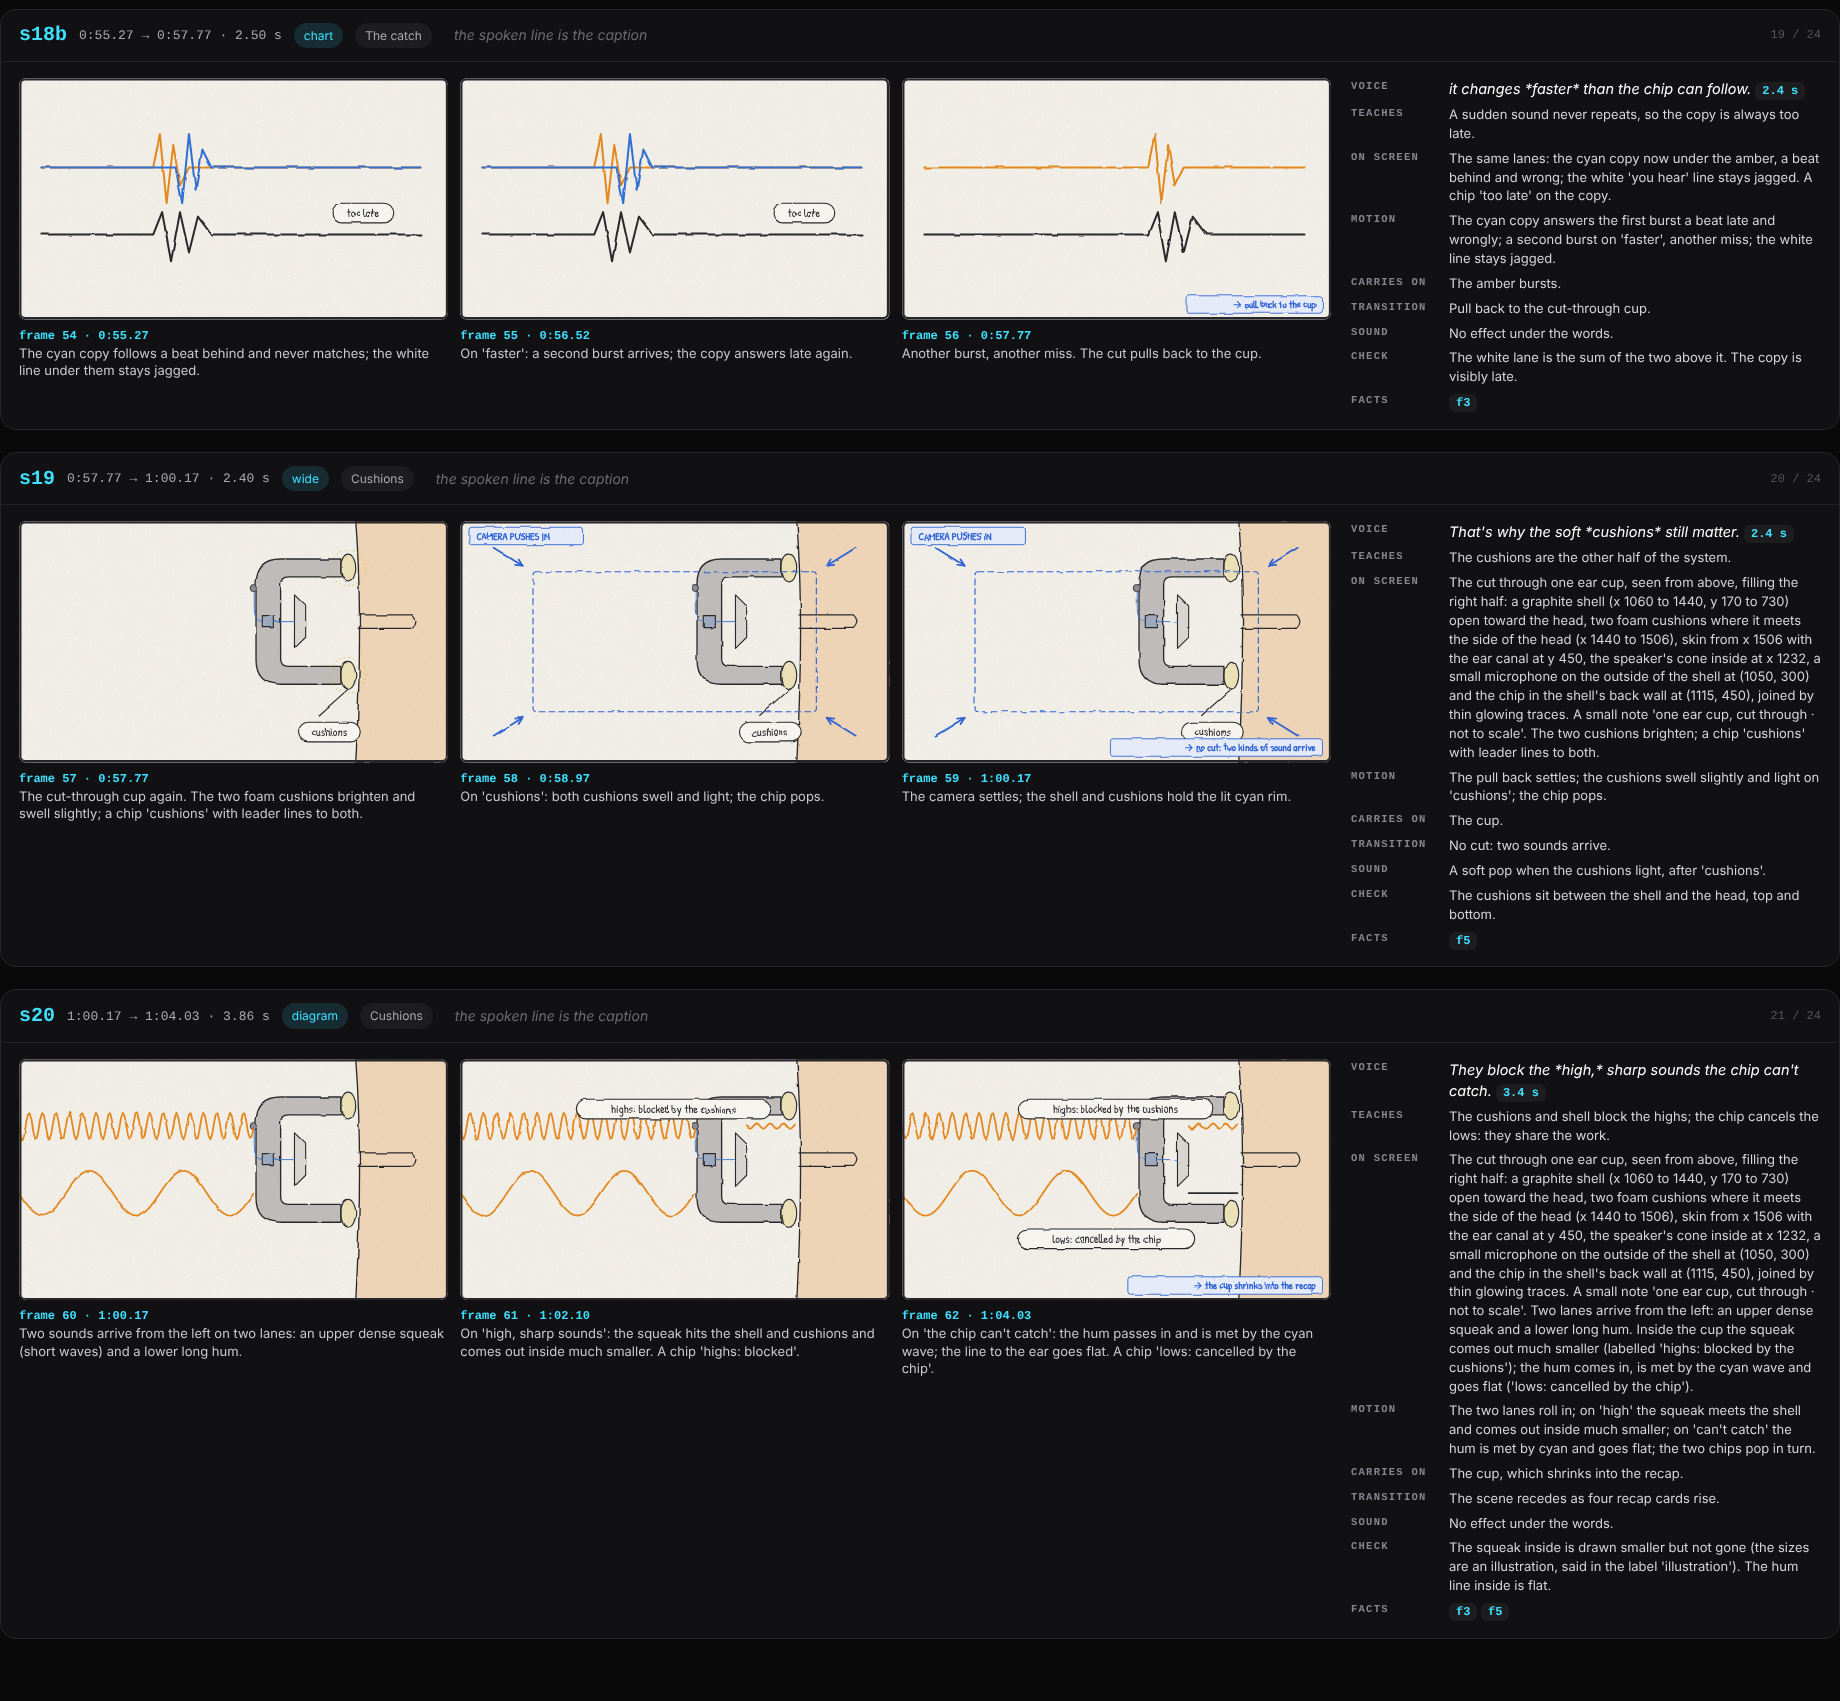 s18b 0:55.27 → 0:57.77 · 2.50 s chart The catch the spoken line is the caption 19 / 24
too late
too late
→ pull back to the cup
frame 54 · 0:55.27
The cyan copy follows a beat behind and never matches; the white
line under them stays jagged.
frame 55 · 0:56.52
On 'faster': a second burst arrives; the copy answers late again.
frame 56 · 0:57.77
Another burst, another miss. The cut pulls back to the cup.
VOICE it changes *faster* than the chip can follow. 2.4 s
TEACHES A sudden sound never repeats, so the copy is always too
late.
ON SCREEN The same lanes: the cyan copy now under the amber, a beat
behind and wrong; the white 'you hear' line stays jagged. A
chip 'too late' on the copy.
MOTION The cyan copy answers the first burst a beat late and
wrongly; a second burst on 'faster', another miss; the white
line stays jagged.
CARRIES ON The amber bursts.
TRANSITION Pull back to the cut-through cup.
SOUND No effect under the words.
CHECK The white lane is the sum of the two above it. The copy is
visibly late.
FACTS f3
s19 0:57.77 → 1:00.17 · 2.40 s wide Cushions the spoken line is the caption 20 / 24
cushions
CAMERA PUSHES IN
cushions
CAMERA PUSHES IN
cushions
→ no cut: two kinds of sound arrive
frame 57 · 0:57.77
The cut-through cup again. The two foam cushions brighten and
swell slightly; a chip 'cushions' with leader lines to both.
frame 58 · 0:58.97
On 'cushions': both cushions swell and light; the chip pops.
frame 59 · 1:00.17
The camera settles; the shell and cushions hold the lit cyan rim.
VOICE That's why the soft *cushions* still matter. 2.4 s
TEACHES The cushions are the other half of the system.
ON SCREEN The cut through one ear cup, seen from above, filling the
right half: a graphite shell (x 1060 to 1440, y 170 to 730)
open toward the head, two foam cushions where it meets
the side of the head (x 1440 to 1506), skin from x 1506 with
the ear canal at y 450, the speaker's cone inside at x 1232, a
small microphone on the outside of the shell at (1050, 300)
and the chip in the shell's back wall at (1115, 450), joined by
thin glowing traces. A small note 'one ear cup, cut through ·
not to scale'. The two cushions brighten; a chip 'cushions'
with leader lines to both.
MOTION The pull back settles; the cushions swell slightly and light on
'cushions'; the chip pops.
CARRIES ON The cup.
TRANSITION No cut: two sounds arrive.
SOUND A soft pop when the cushions light, after 'cushions'.
CHECK The cushions sit between the shell and the head, top and
bottom.
FACTS f5
s20 1:00.17 → 1:04.03 · 3.86 s diagram Cushions the spoken line is the caption 21 / 24
highs: blocked by the cushions
highs: blocked by the cushions
lows: cancelled by the chip
→ the cup shrinks into the recap
frame 60 · 1:00.17
Two sounds arrive from the left on two lanes: an upper dense squeak
(short waves) and a lower long hum.
frame 61 · 1:02.10
On 'high, sharp sounds': the squeak hits the shell and cushions and
comes out inside much smaller. A chip 'highs: blocked'.
frame 62 · 1:04.03
On 'the chip can't catch': the hum passes in and is met by the cyan
wave; the line to the ear goes flat. A chip 'lows: cancelled by the
chip'.
VOICE They block the *high,* sharp sounds the chip can't
catch. 3.4 s
TEACHES The cushions and shell block the highs; the chip cancels the
lows: they share the work.
ON SCREEN The cut through one ear cup, seen from above, filling the
right half: a graphite shell (x 1060 to 1440, y 170 to 730)
open toward the head, two foam cushions where it meets
the side of the head (x 1440 to 1506), skin from x 1506 with
the ear canal at y 450, the speaker's cone inside at x 1232, a
small microphone on the outside of the shell at (1050, 300)
and the chip in the shell's back wall at (1115, 450), joined by
thin glowing traces. A small note 'one ear cup, cut through ·
not to scale'. Two lanes arrive from the left: an upper dense
squeak and a lower long hum. Inside the cup the squeak
comes out much smaller (labelled 'highs: blocked by the
cushions'); the hum comes in, is met by the cyan wave and
goes flat ('lows: cancelled by the chip').
MOTION The two lanes roll in; on 'high' the squeak meets the shell
and comes out inside much smaller; on 'can't catch' the
hum is met by cyan and goes flat; the two chips pop in turn.
CARRIES ON The cup, which shrinks into the recap.
TRANSITION The scene recedes as four recap cards rise.
SOUND No effect under the words.
CHECK The squeak inside is drawn smaller but not gone (the sizes
are an illustration, said in the label 'illustration'). The hum
line inside is flat.
FACTS f3 f5